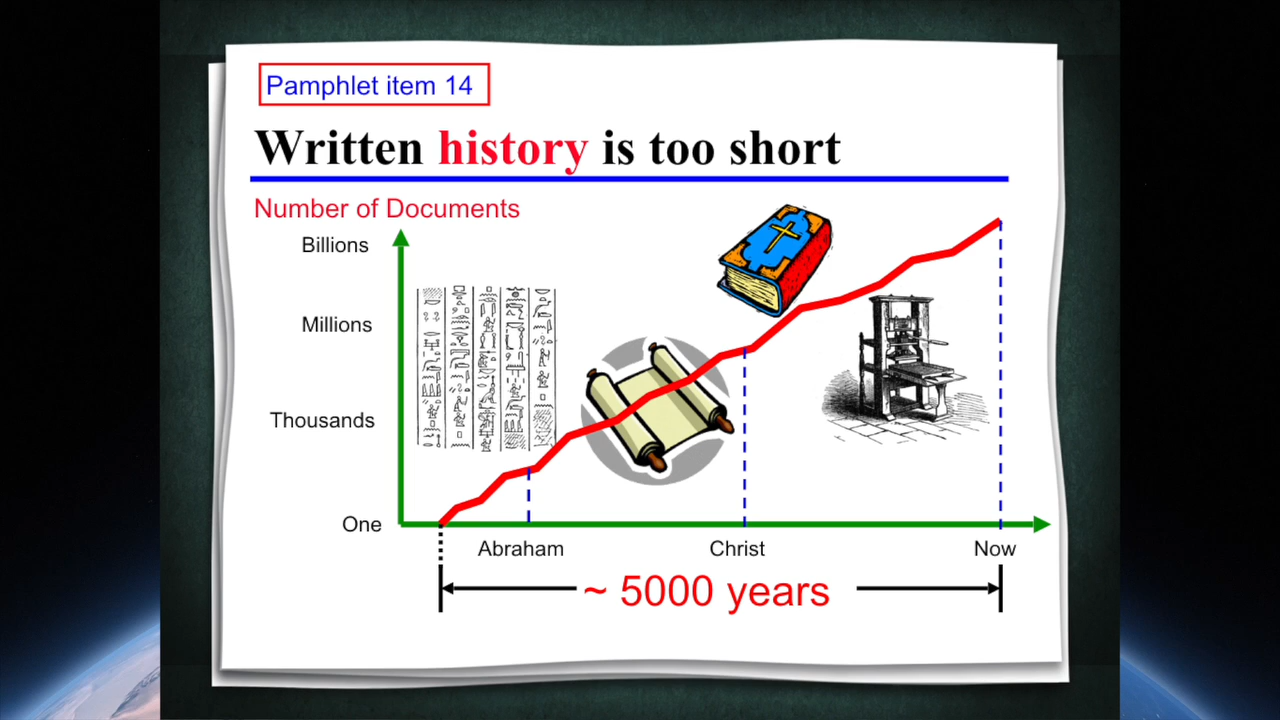 Pamphlet item 14
Written history is too short
Number of Documents
Billions
Millions
Thousands
One
Abraham Christ Now
~ 5000 years